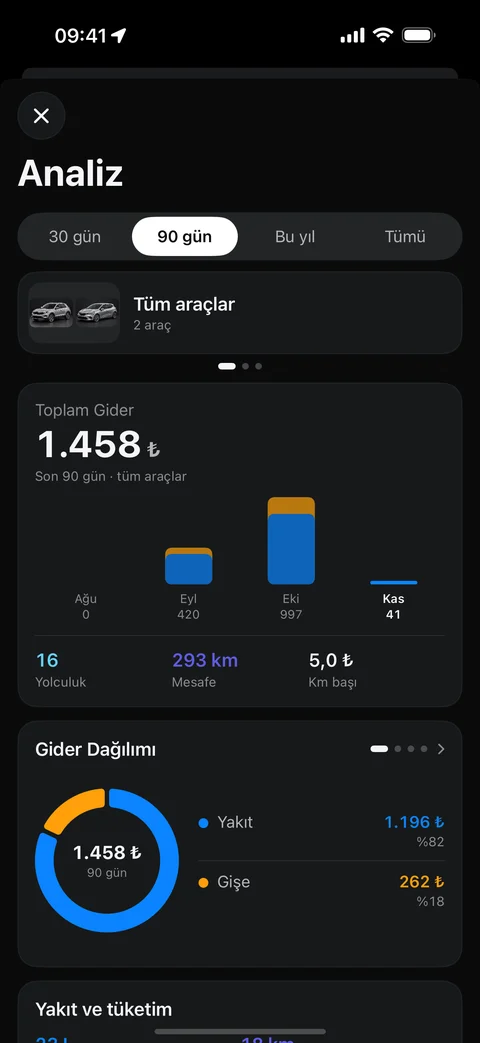 09:41
Analiz
30 gün 90 gün Bu yıl Tümü
Tüm araçlar
2 araç
Toplam Gider
1.458 ₺
Son 90 gün · tüm araçlar
Ağu Eyl Eki Kas
0 420 997 41
16 293 km 5,0 ₺
Yolculuk Mesafe Km başı
Gider Dağılımı
1.458 ₺
90 gün
Yakıt 1.196 ₺
%82
Gişe 262 ₺
%18
Yakıt ve tüketim